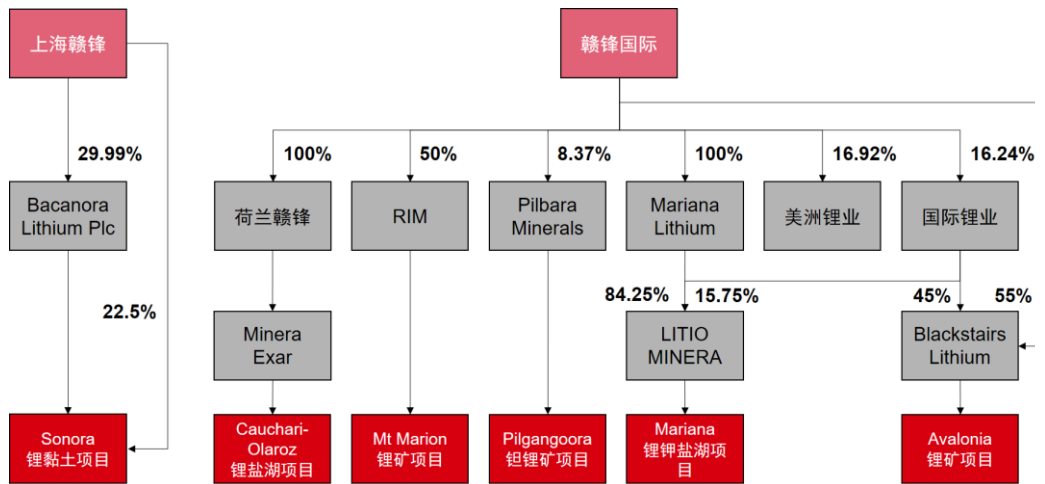 上海赣锋
赣锋国际
29.99%
100%
50%
8.37%
100%
16.92%
16.24%
Bacanora
Lithium Plc
荷兰赣锋
RIM
Pilbara
Minerals
Mariana
Lithium
美洲锂业
国际锂业
22.5%
84.25%
15.75%
45%
55%
Minera
Exar
LITIO
MINERA
Blackstairs
Lithium
Sonora
锂黏土项目
Cauchari-
Olaroz
锂盐湖项目
Mt Marion
锂矿项目
Pilgangoora
钽锂矿项目
Mariana
锂钾盐湖项
目
Avalonia
锂矿项目